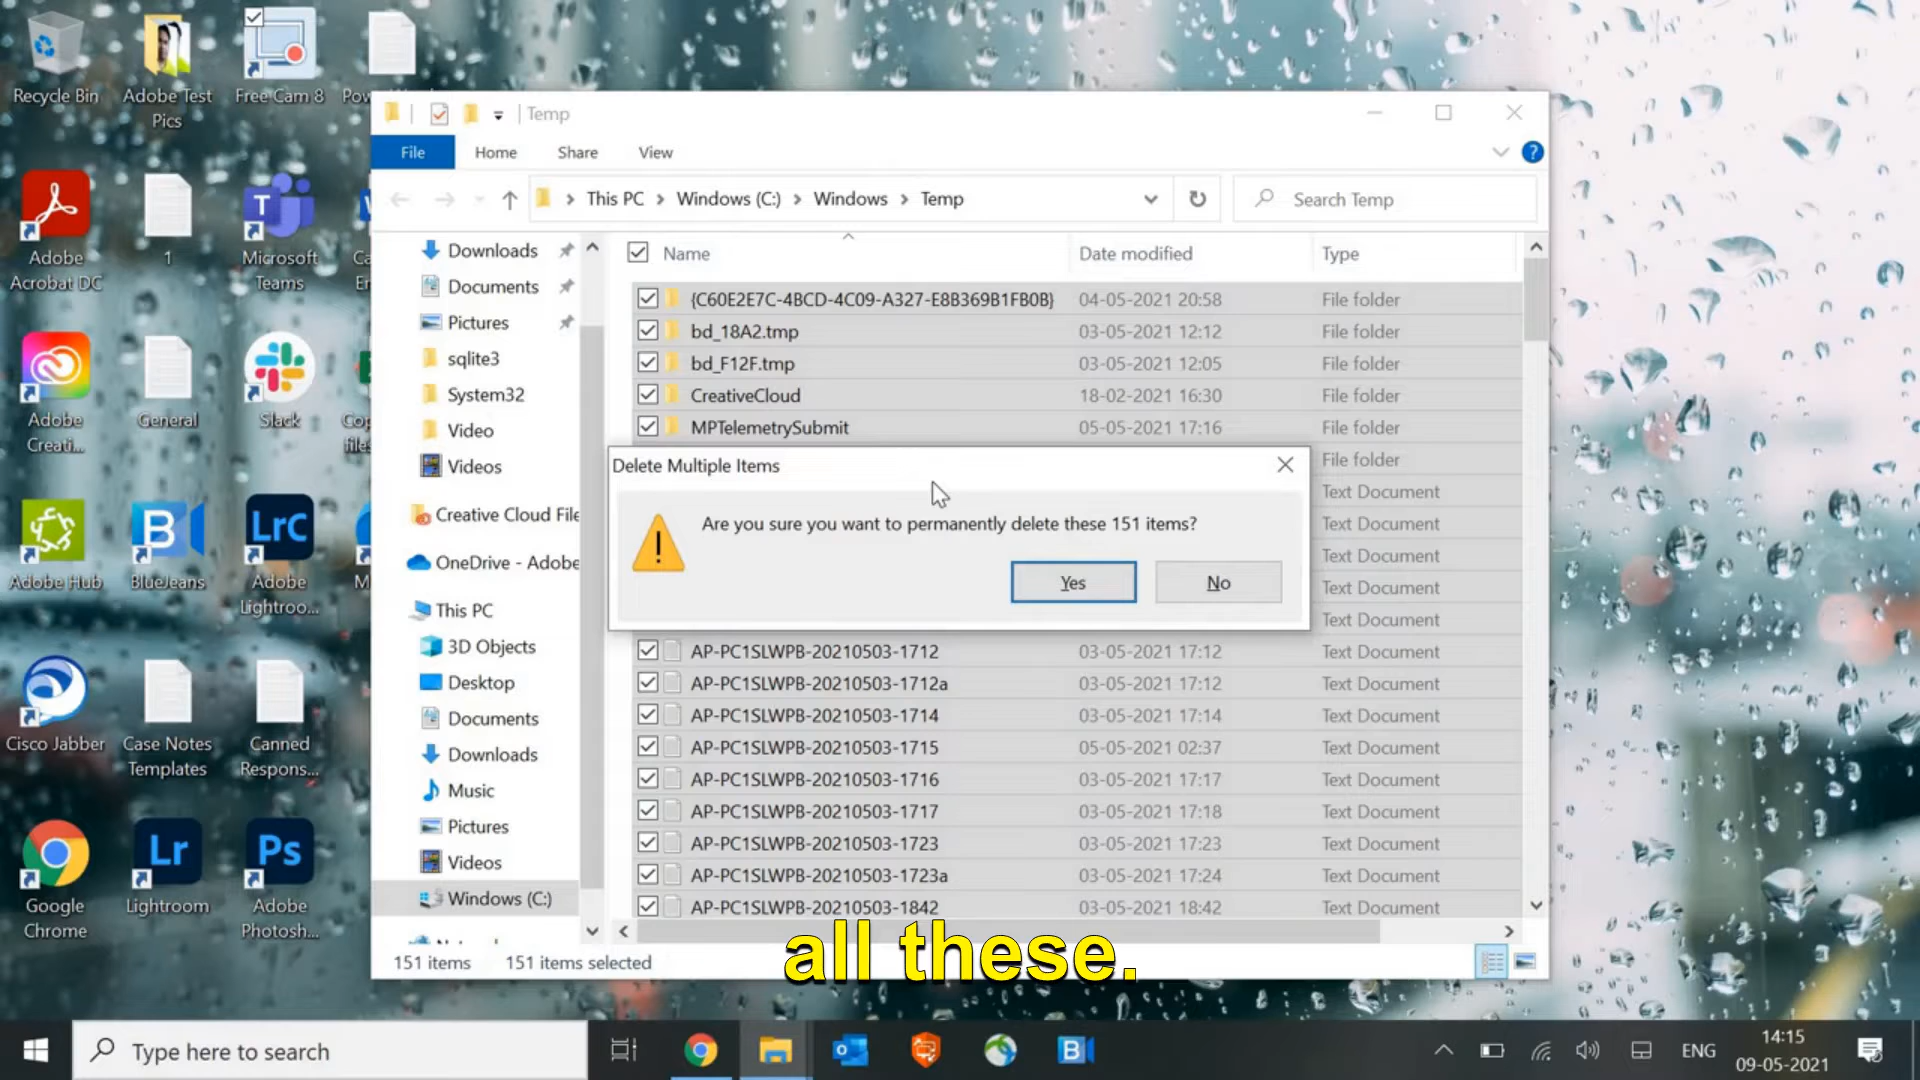 Recycle Bin
Adobe Test
Pics
Free Cam 8
Adobe
Acrobat DC
1
Microsoft
Teams
Adobe
Creati...
General
Slack
Adobe Hub
BlueJeans
Adobe
Lightroo...
Cisco Jabber
Case Notes
Templates
Canned
Respons...
Google
Chrome
Lightroom
Adobe
Photosh...
Temp
File Home Share View
This PC > Windows (C:) > Windows > Temp
Search Temp
Downloads
Documents
Pictures
sqlite3
System32
Video
Videos
Creative Cloud File
OneDrive - Adobe
This PC
3D Objects
Desktop
Documents
Downloads
Music
Pictures
Videos
Windows (C:)
Name Date modified Type
{C60E2E7C-4BCD-4C09-A327-E8B369B1FB0B} 04-05-2021 20:58 File folder
bd_18A2.tmp 03-05-2021 12:12 File folder
bd_F12F.tmp 03-05-2021 12:05 File folder
CreativeCloud 18-02-2021 16:30 File folder
MPTelemetrySubmit 05-05-2021 17:16 File folder
File folder
Text Document
Text Document
Text Document
Text Document
Text Document
Delete Multiple Items
Are you sure you want to permanently delete these 151 items?
Yes No
AP-PC1SLWPB-20210503-1712 03-05-2021 17:12 Text Document
AP-PC1SLWPB-20210503-1712a 03-05-2021 17:12 Text Document
AP-PC1SLWPB-20210503-1714 03-05-2021 17:14 Text Document
AP-PC1SLWPB-20210503-1715 05-05-2021 02:37 Text Document
AP-PC1SLWPB-20210503-1716 03-05-2021 17:17 Text Document
AP-PC1SLWPB-20210503-1717 03-05-2021 17:18 Text Document
AP-PC1SLWPB-20210503-1723 03-05-2021 17:23 Text Document
AP-PC1SLWPB-20210503-1723a 03-05-2021 17:24 Text Document
AP-PC1SLWPB-20210503-1842 03-05-2021 18:42 Text Document
151 items 151 items selected
all these.
Type here to search
ENG
14:15
09-05-2021